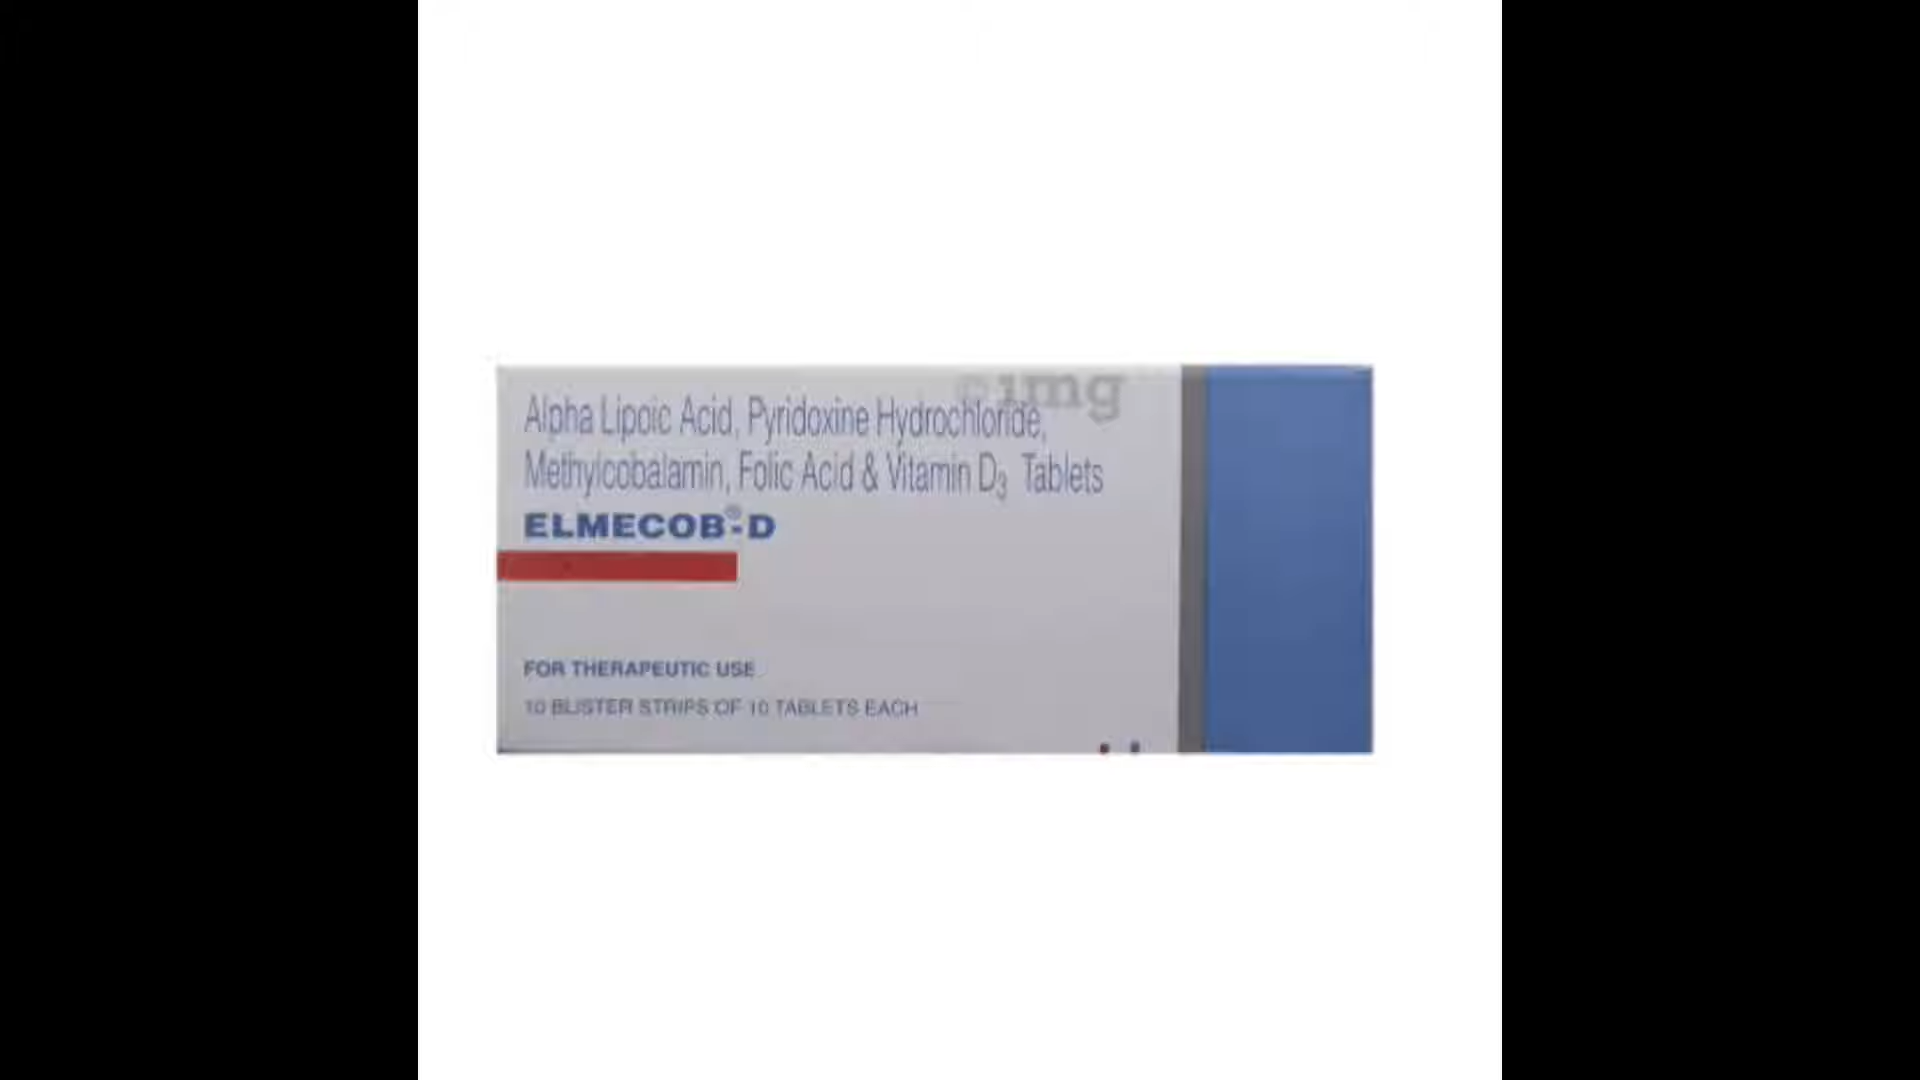 ©1mg
Alpha Lipoic Acid, Pyridoxine Hydrochloride,
Methylcobalamin, Folic Acid & Vitamin D₃ Tablets
ELMECOB®-D
FOR THERAPEUTIC USE
10 BLISTER STRIPS OF 10 TABLETS EACH